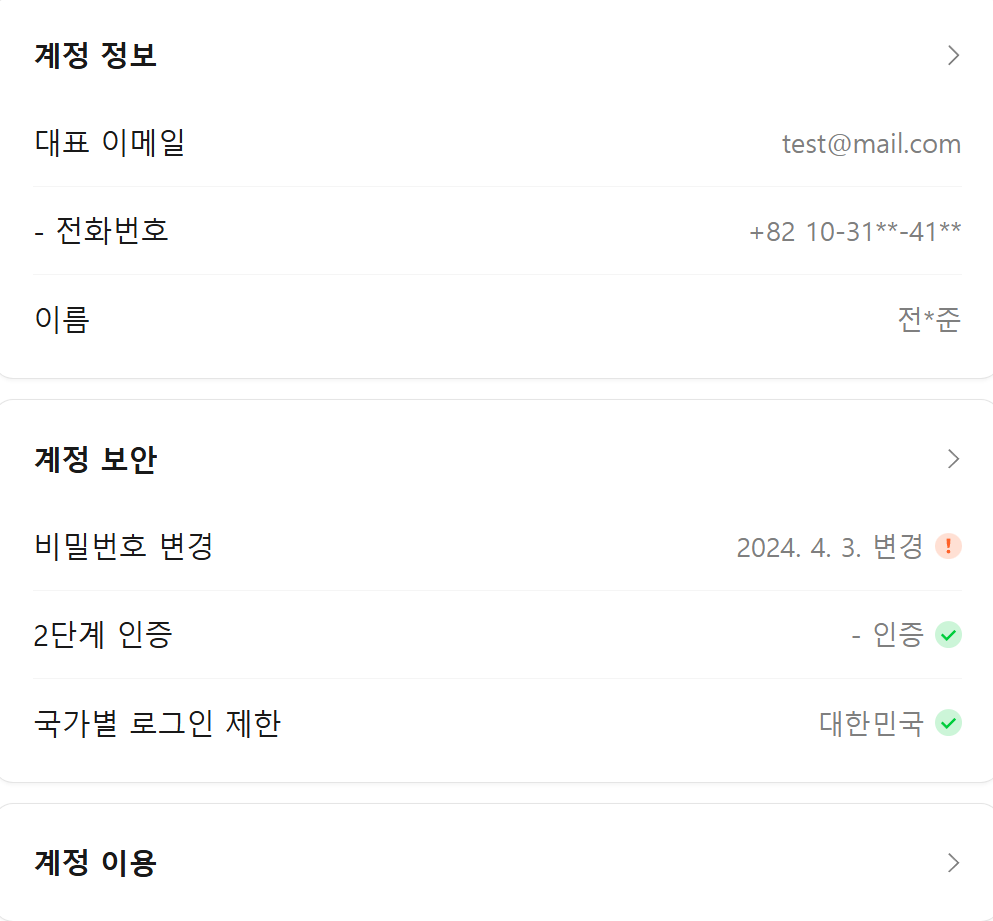 계정 정보
대표 이메일 test@mail.com
- 전화번호 +82 10-31**-41**
이름 전*준
계정 보안
비밀번호 변경 2024. 4. 3. 변경
2단계 인증 - 인증
국가별 로그인 제한 대한민국
계정 이용